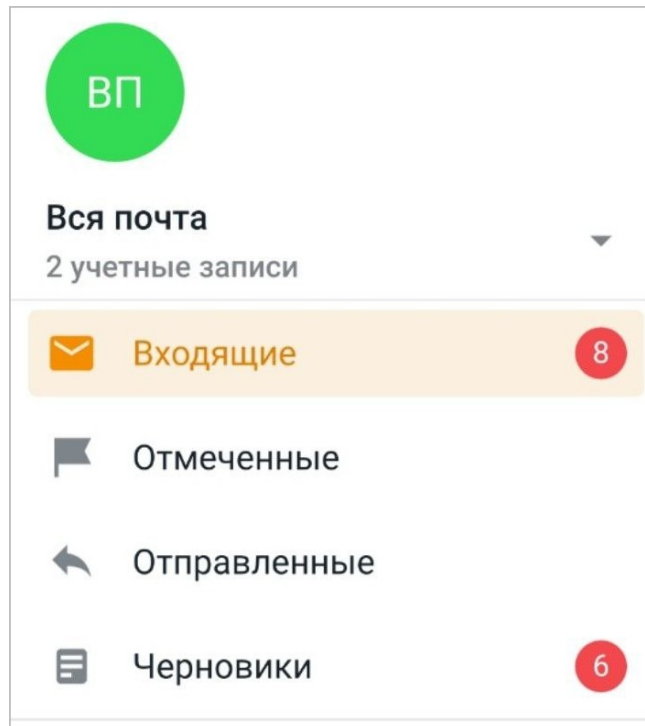 ВП
Вся почта
2 учетные записи
Входящие 8
Отмеченные
Отправленные
Черновики 6